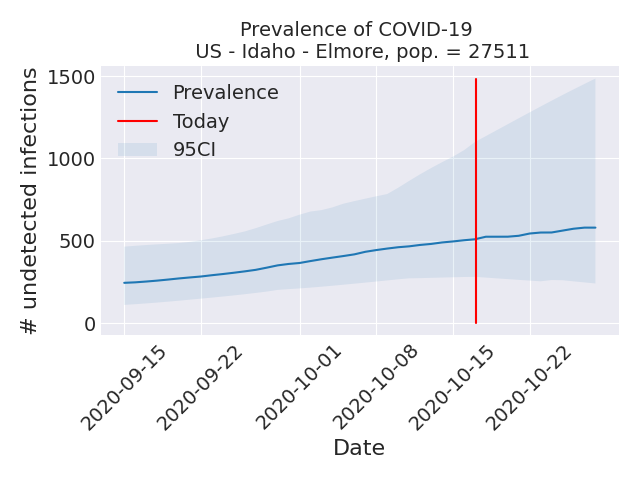 Prevalence of COVID-19
US - Idaho - Elmore, pop. = 27511
# undetected infections
1500
1000
500
0
Prevalence
Today
95CI
2020-09-15
2020-09-22
2020-10-01
2020-10-08
2020-10-15
2020-10-22
Date